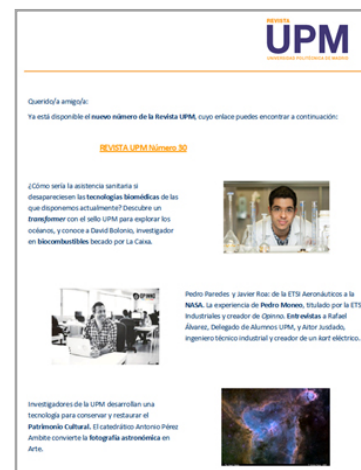 REVISTA
UPM
UNIVERSIDAD POLITÉCNICA DE MADRID
Querido/a amigo/a:
Ya está disponible el nuevo número de la Revista UPM, cuyo enlace puedes encontrar a continuación:
REVISTA UPM Número 30
¿Cómo sería la asistencia sanitaria si
desapareciesen las tecnologías biomédicas de las
que disponemos actualmente? Descubre un
transformer con el sello UPM para explorar los
océanos, y conoce a David Bolonio, investigador
en biocombustibles becado por La Caixa.
Pedro Paredes y Javier Roa: de la ETSI Aeronáuticos a la
NASA. La experiencia de Pedro Moneo, titulado por la ETSI
Industriales y creador de Opinno. Entrevistas a Rafael
Álvarez, Delegado de Alumnos UPM, y Aitor Jusdado,
ingeniero técnico industrial y creador de un kart eléctrico.
Investigadores de la UPM desarrollan una
tecnología para conservar y restaurar el
Patrimonio Cultural. El catedrático Antonio Pérez
Ambite convierte la fotografía astronómica en
Arte.